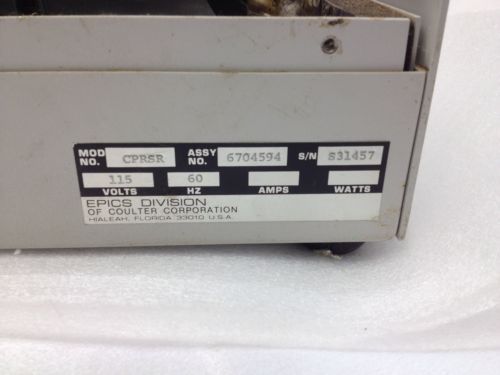 MOD NO. CPRSR ASSY NO. 6704594 S/N S31457
115 60
VOLTS HZ AMPS WATTS
EPICS DIVISION
OF COULTER CORPORATION
HIALEAH, FLORIDA 33010 U.S.A.